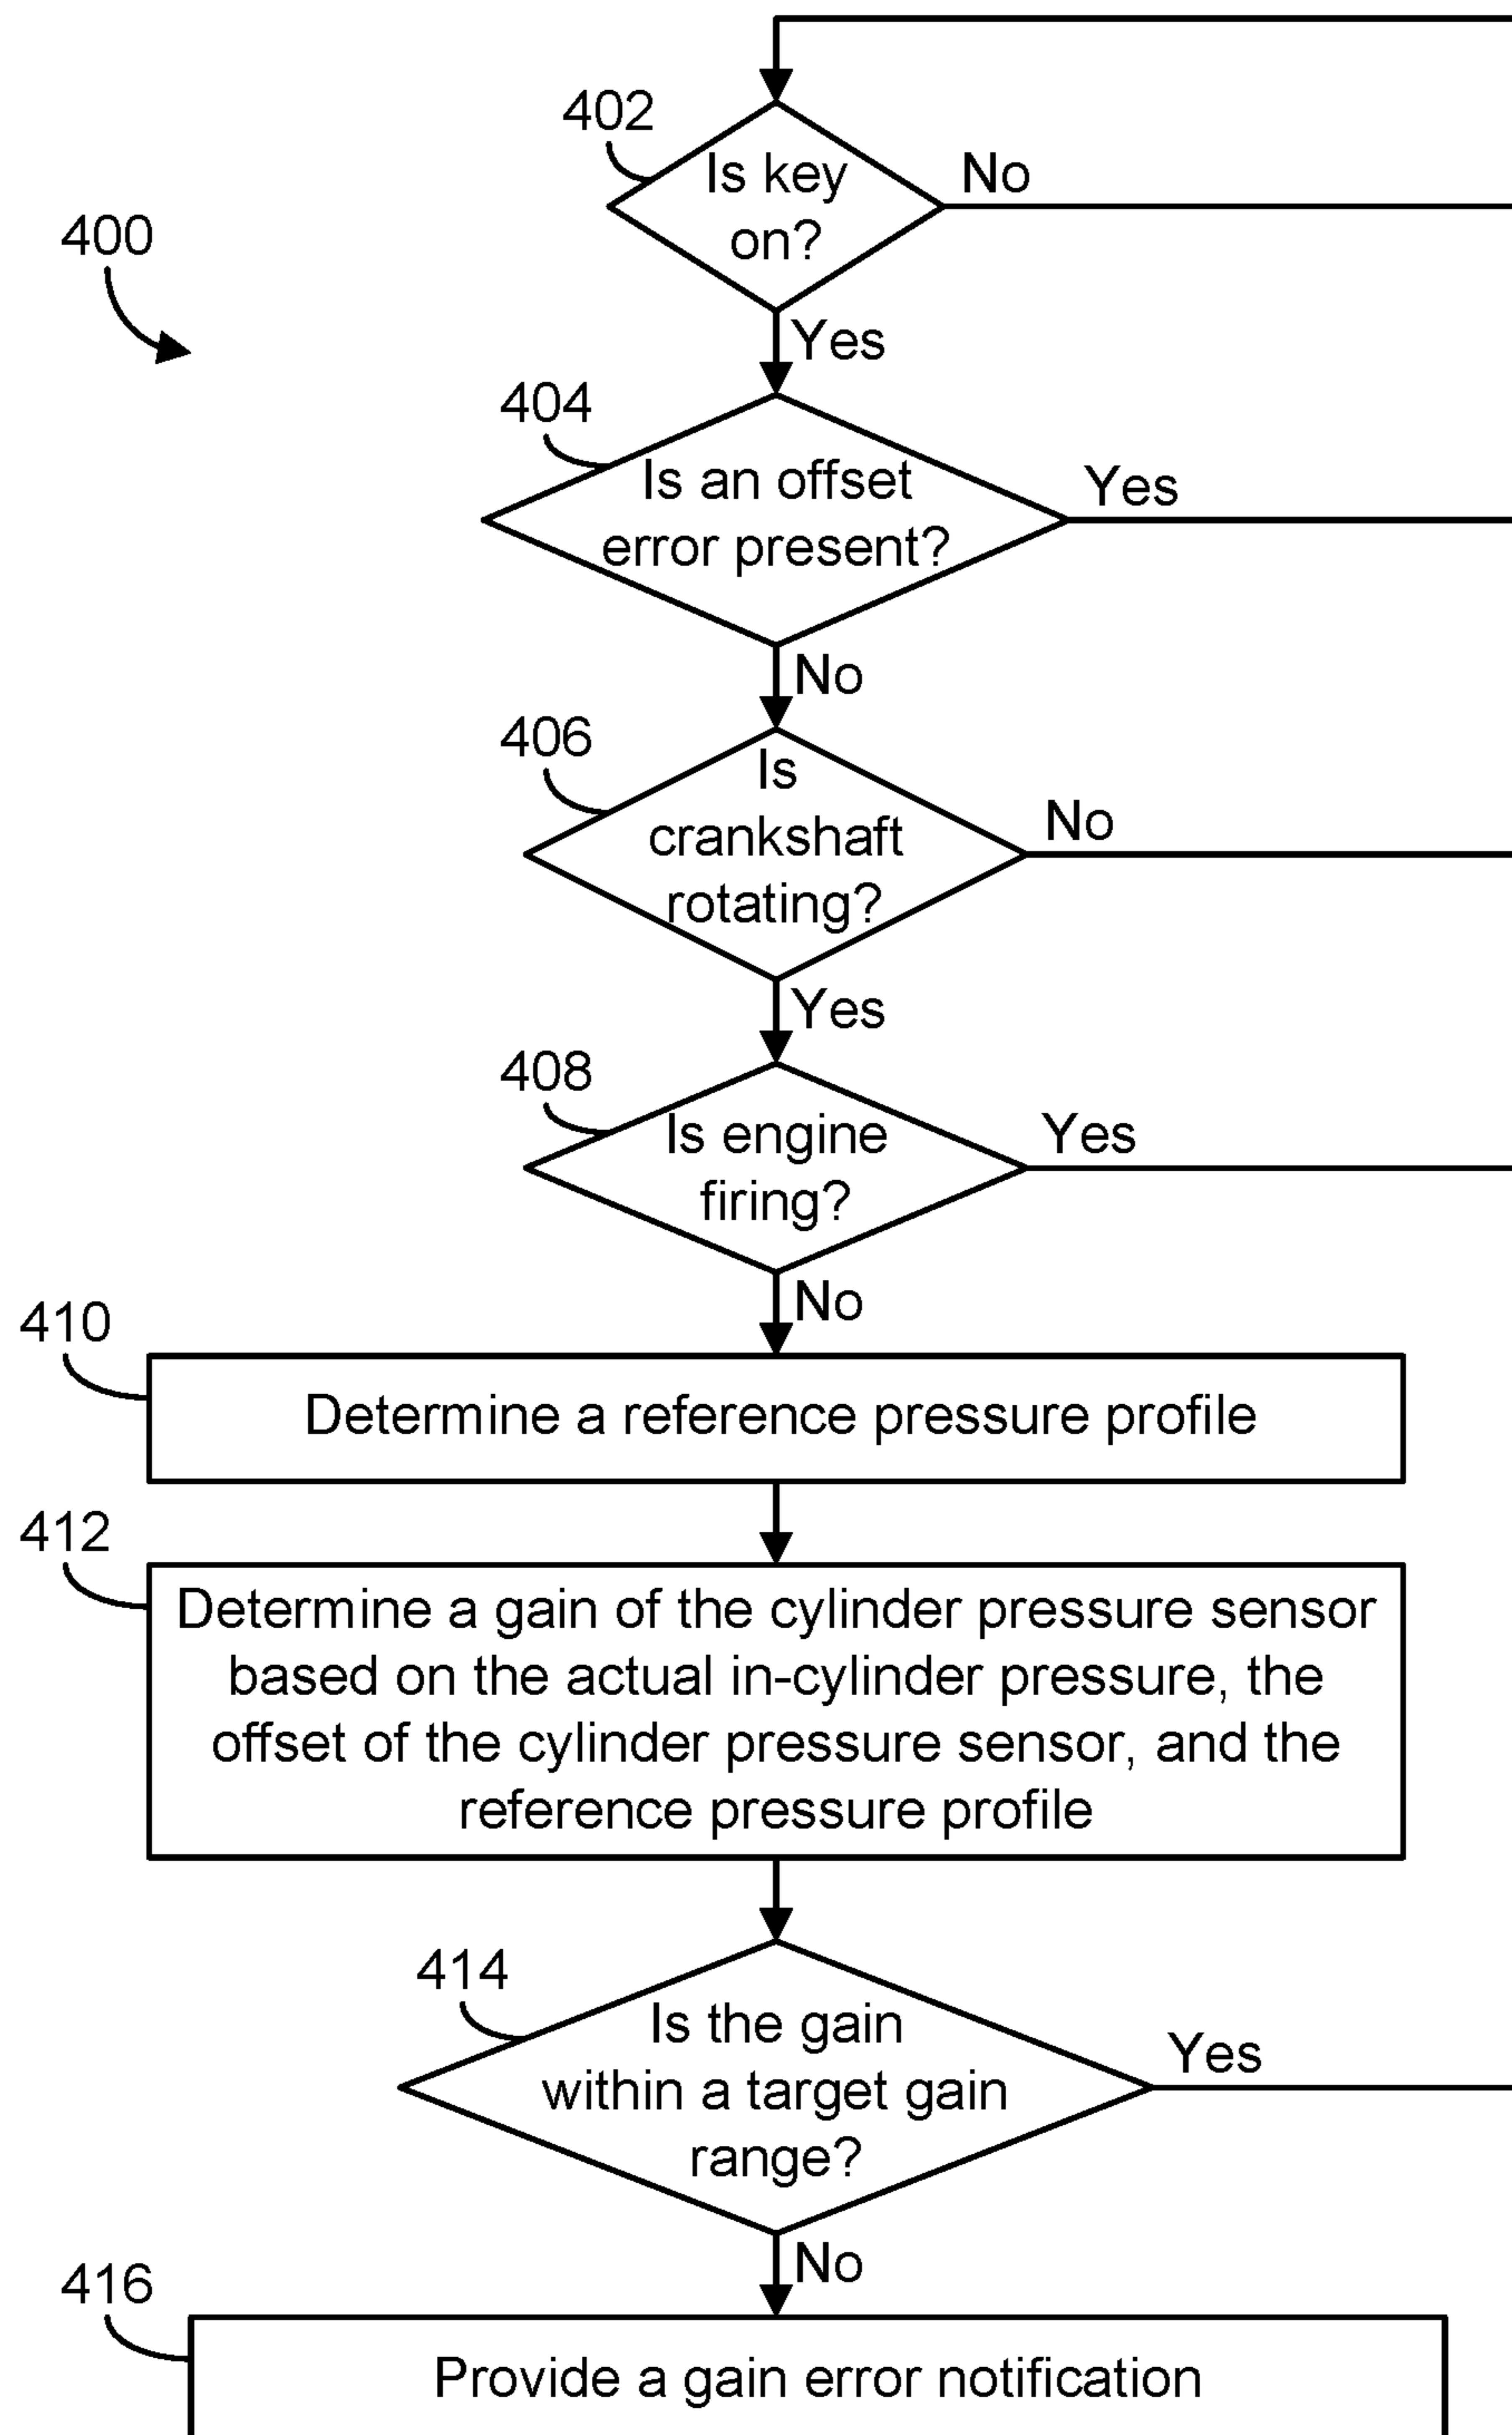 402
Is key
on?
No
400
Yes
404
Is an offset
error present?
Yes
No
406
Is
crankshaft
rotating?
No
Yes
408
Is engine
firing?
Yes
No
410
Determine a reference pressure profile
412
Determine a gain of the cylinder pressure sensor
based on the actual in-cylinder pressure, the
offset of the cylinder pressure sensor, and the
reference pressure profile
414
Is the gain
within a target gain
range?
Yes
No
416
Provide a gain error notification